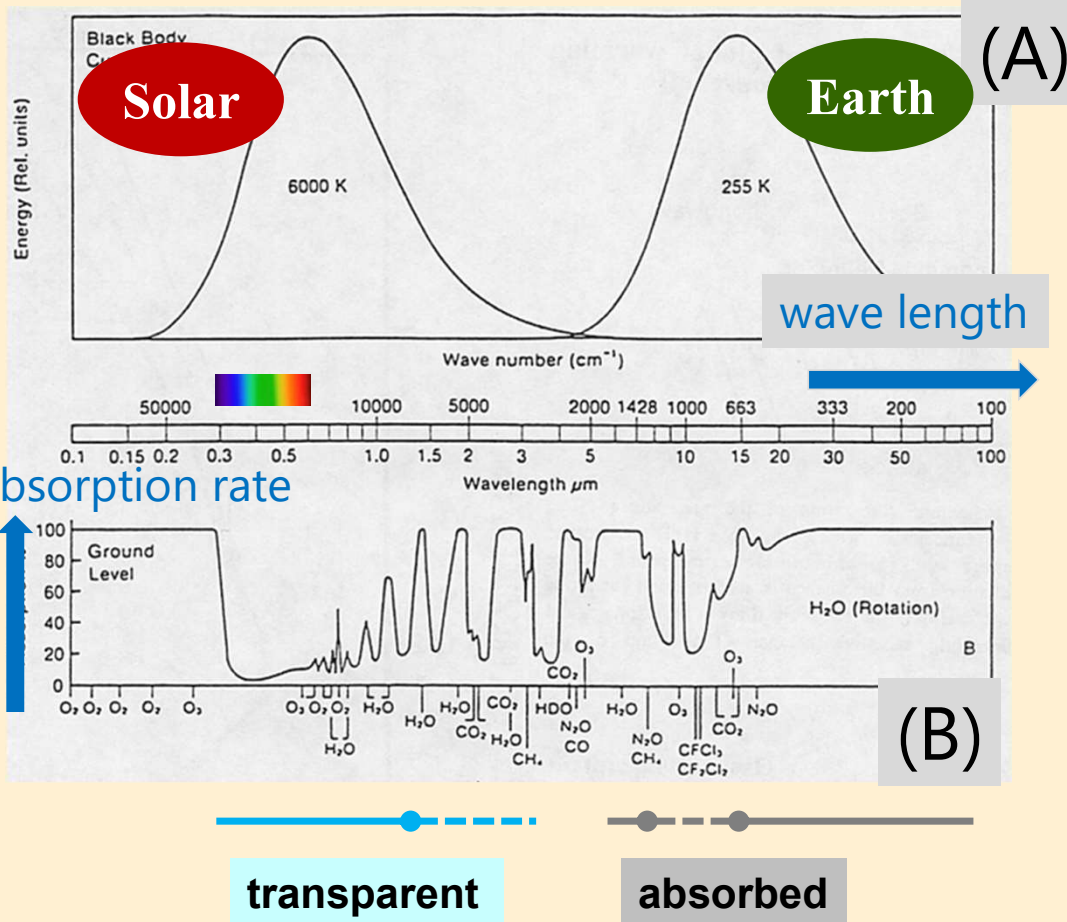 Black Body
Solar
Earth
(A)
Energy (Rel. units)
6000 K
255 K
wave length
Wave number (cm⁻¹)
50000 10000 5000 2000 1428 1000 663 333 200 100
0.1 0.15 0.2 0.3 0.5 1.0 1.5 2 3 5 10 15 20 30 50 100
bsorption rate
Wavelength μm
100
80
60
40
20
0
Ground
Level
H₂O (Rotation)
B
O₃
CO₂
O₃
O₂ O₂ O₂ O₂ O₃ O₃ O₂ O₂ O₂ H₂O H₂O H₂O CO₂ HDO H₂O O₃ N₂O
H₂O CO₂ H₂O N₂O CO N₂O CH₄ CO₂
CH₄ CFCl₃
CF₂Cl₂
(B)
transparent
absorbed